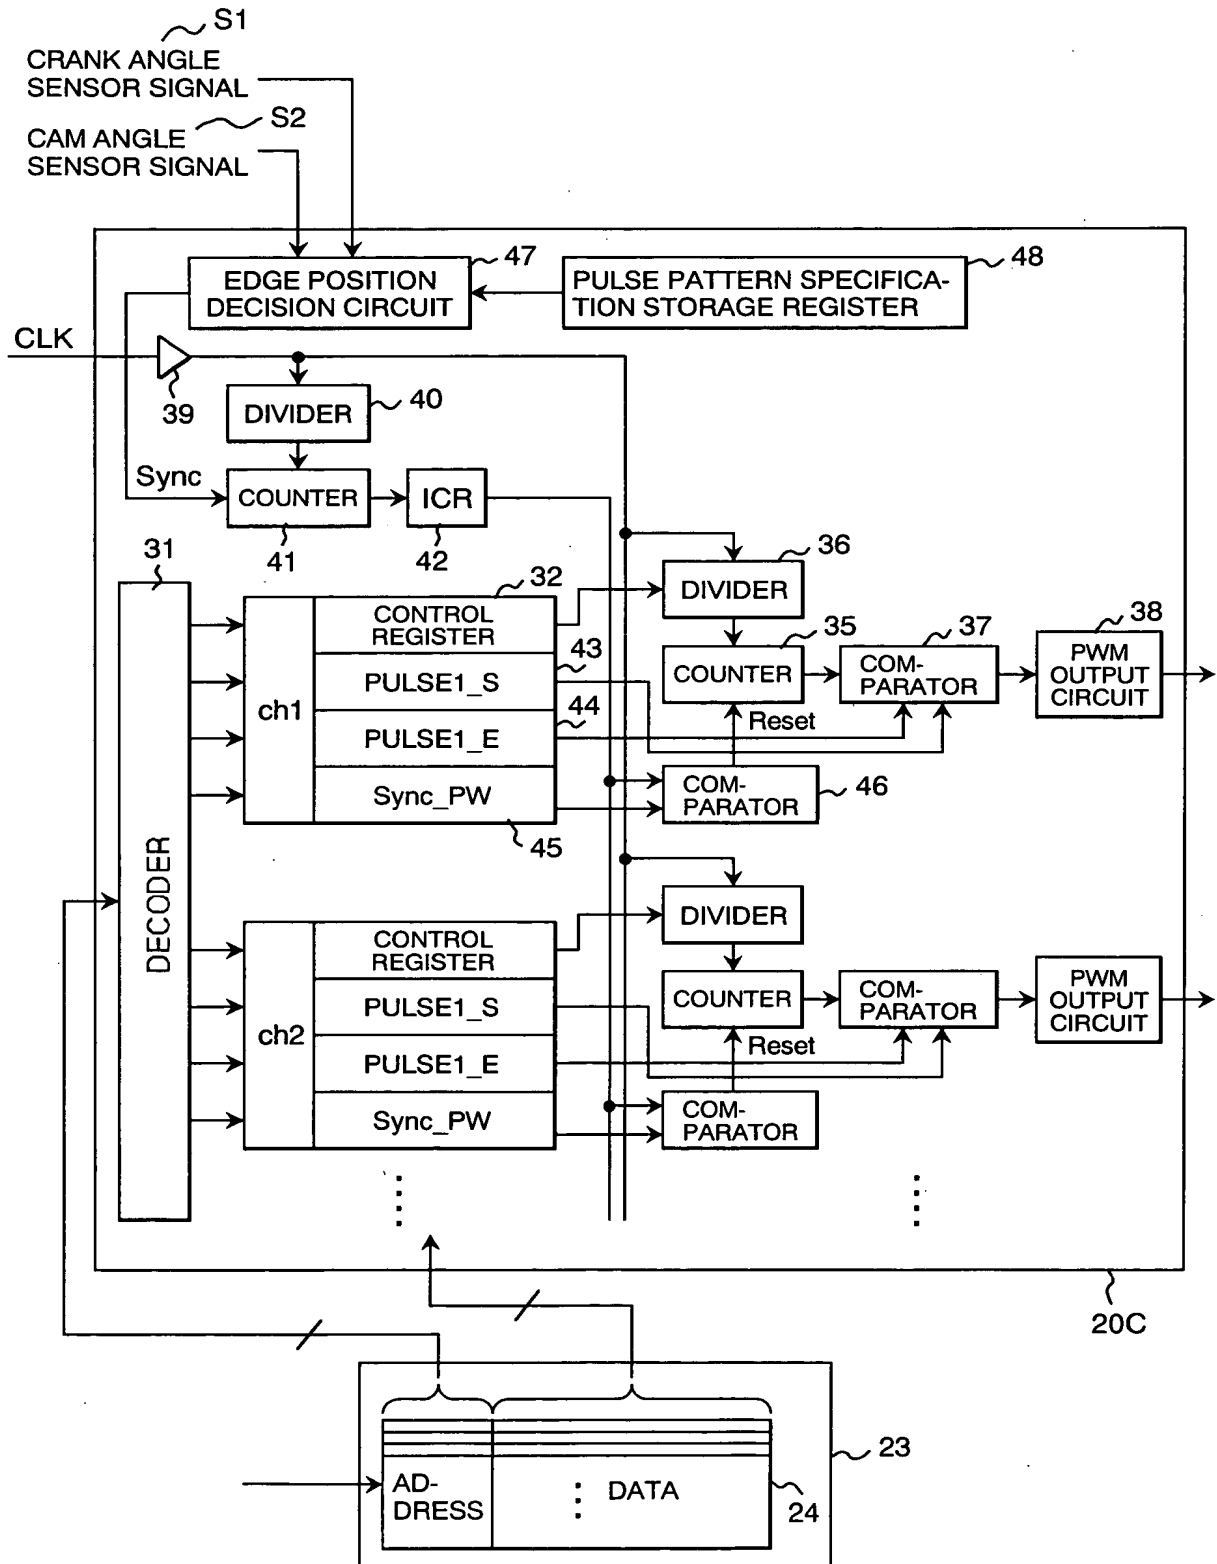 S1
CRANK ANGLE
SENSOR SIGNAL
S2
CAM ANGLE
SENSOR SIGNAL
47
48
EDGE POSITION
DECISION CIRCUIT
PULSE PATTERN SPECIFICA-
TION STORAGE REGISTER
CLK
39
DIVIDER
40
Sync
COUNTER
ICR
41
42
31
DECODER
32
ch1
CONTROL
REGISTER
43
PULSE1_S
44
PULSE1_E
Sync_PW
45
36
DIVIDER
35
COUNTER
37
COM-
PARATOR
38
PWM
OUTPUT
CIRCUIT
Reset
COM-
PARATOR
46
ch2
CONTROL
REGISTER
PULSE1_S
PULSE1_E
Sync_PW
DIVIDER
COUNTER
COM-
PARATOR
PWM
OUTPUT
CIRCUIT
Reset
COM-
PARATOR
20C
23
AD-
DRESS
DATA
24